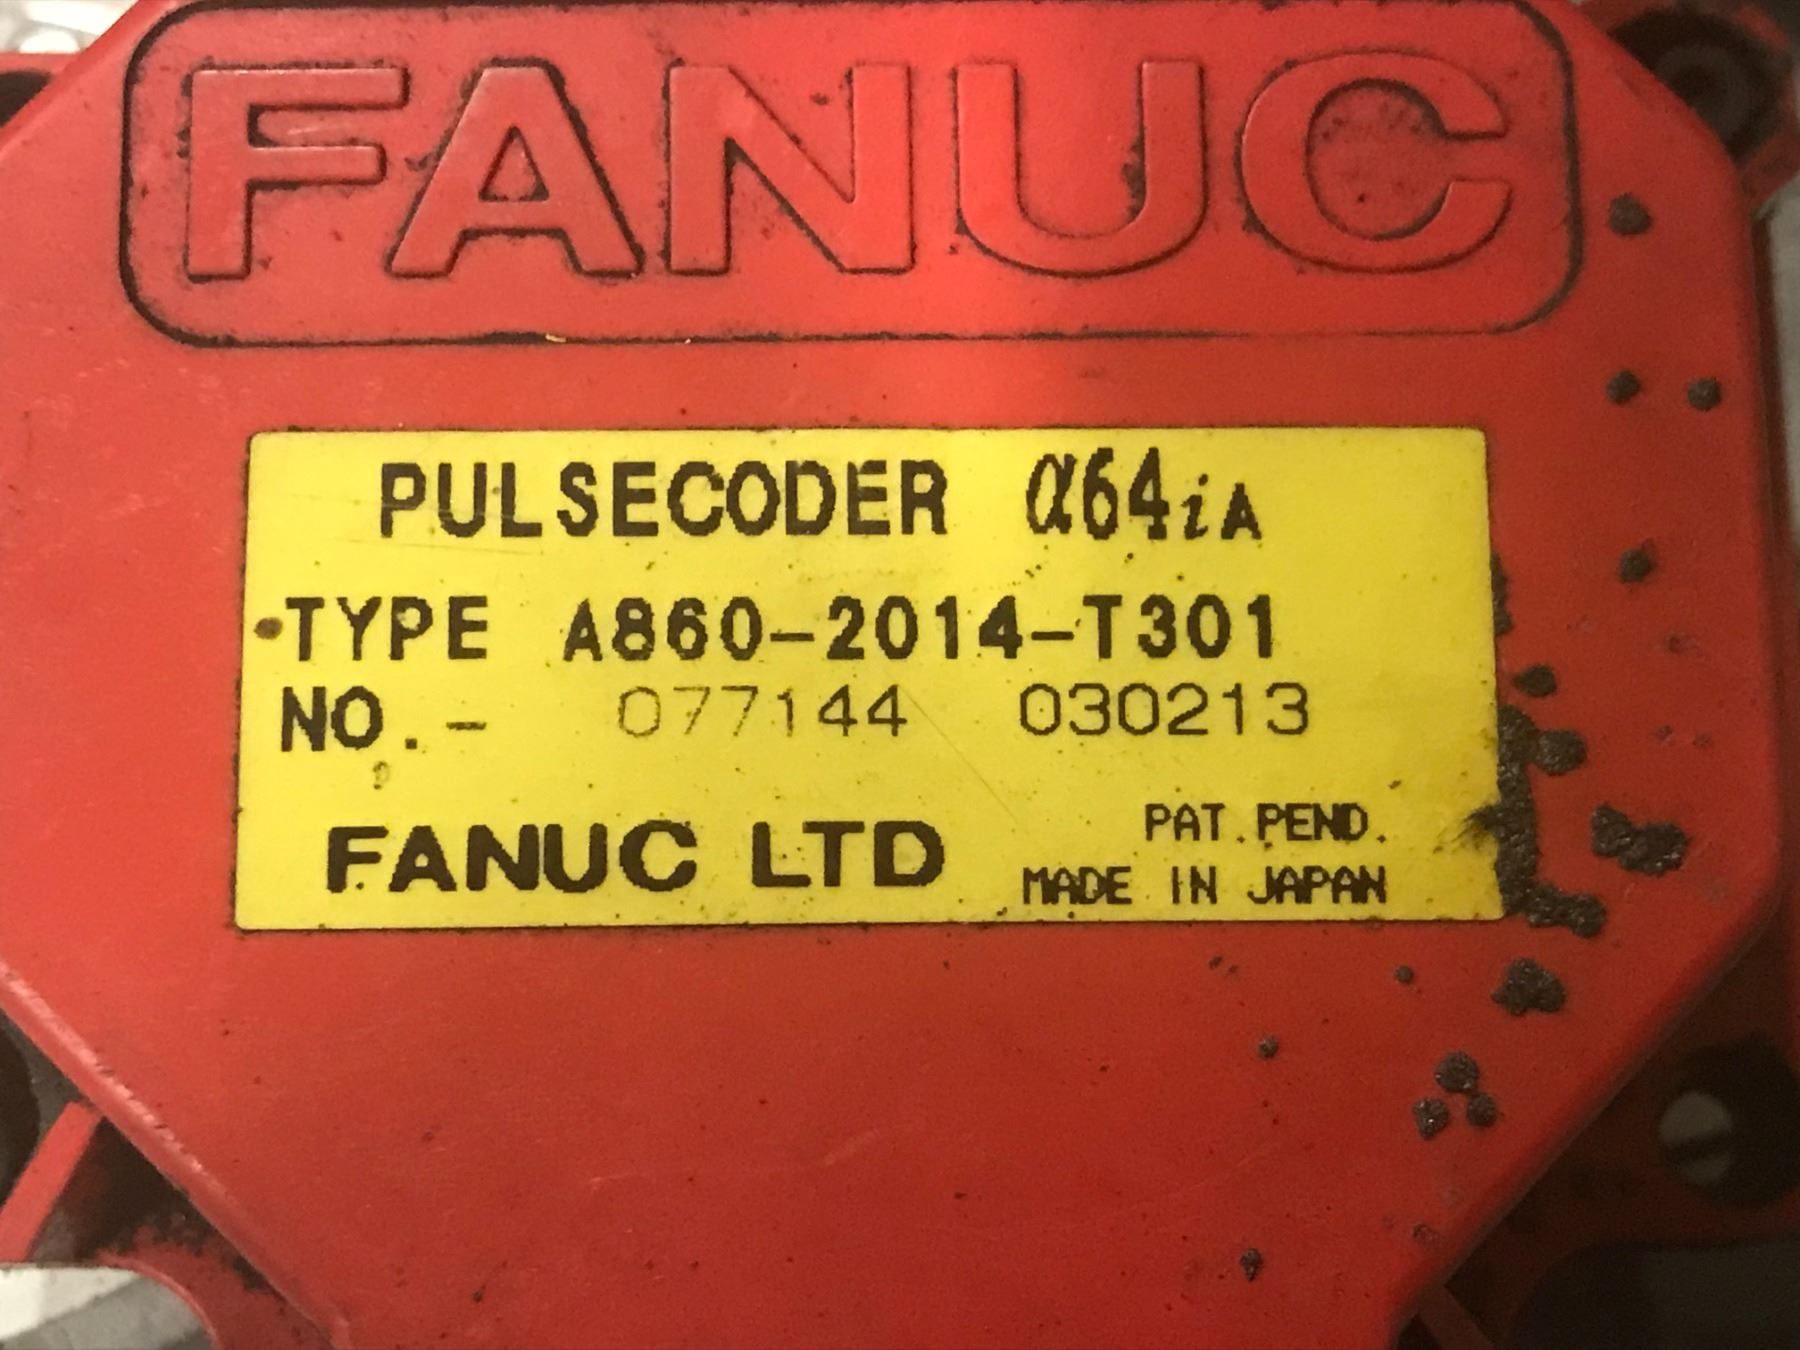 FANUC
PULSECODER α64iA
TYPE A860-2014-T301
NO.- 077144 030213
FANUC LTD
PAT.PEND.
MADE IN JAPAN